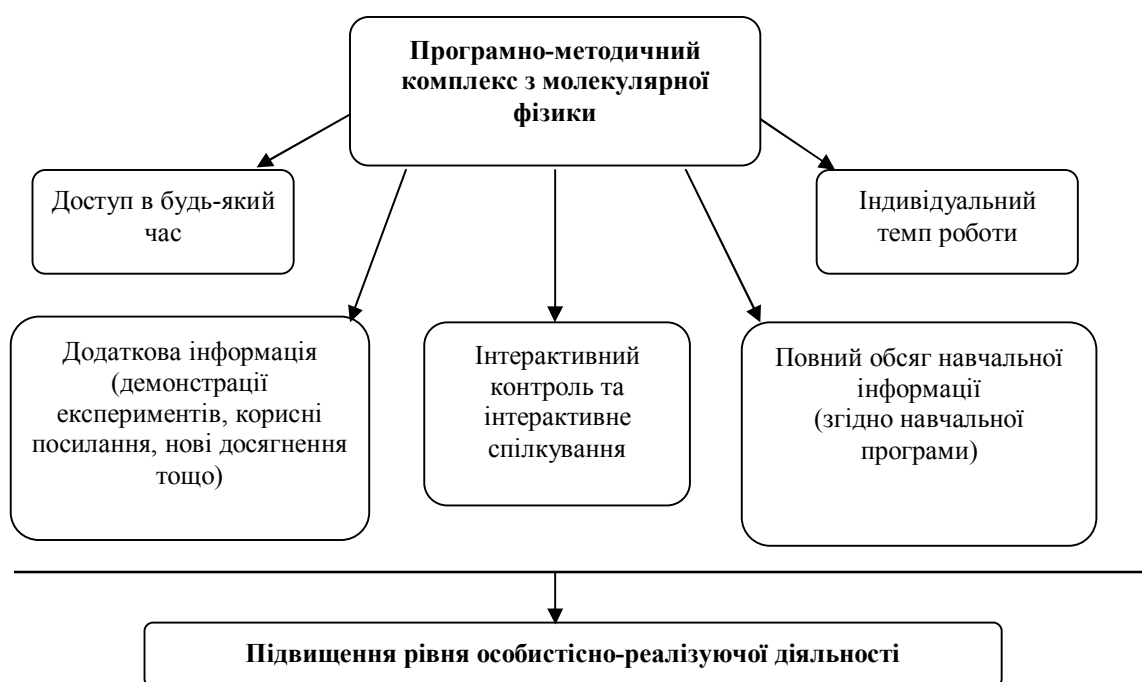 Програмно-методичний
комплекс з молекулярної
фізики
Доступ в будь-який
час
Індивідуальний
темп роботи
Додаткова інформація
(демонстрації
експериментів, корисні
посилання, нові досягнення
тощо)
Інтерактивний
контроль та
інтерактивне
спілкування
Повний обсяг навчальної
інформації
(згідно навчальної
програми)
Підвищення рівня особистісно-реалізуючої діяльності